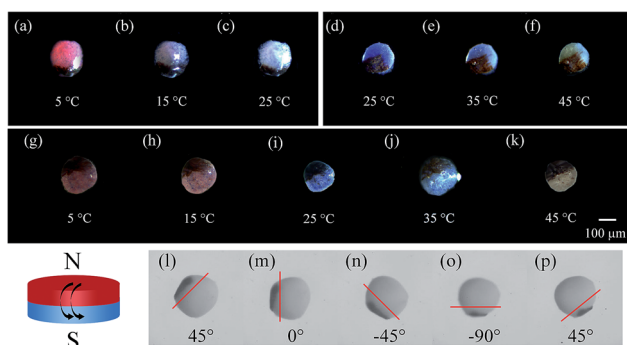 (a) (b) (c) (d) (e) (f)
5 °C 15 °C 25 °C 25 °C 35 °C 45 °C
(g) (h) (i) (j) (k)
5 °C 15 °C 25 °C 35 °C 45 °C
100 µm
N (l) (m) (n) (o) (p)
S 45° 0° -45° -90° 45°